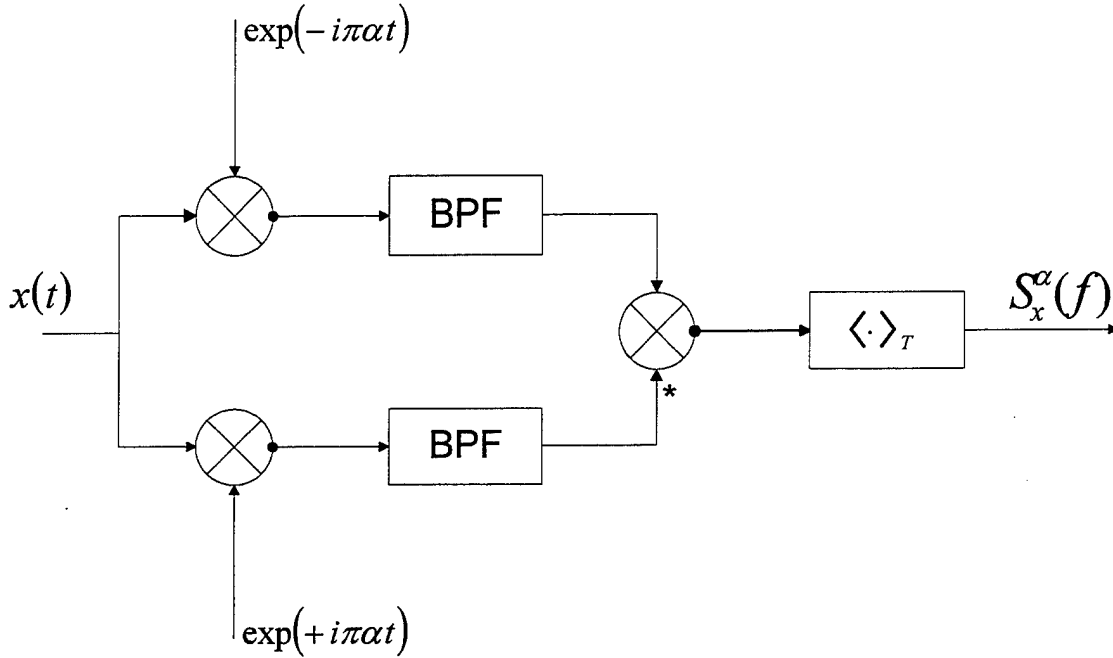 exp(−iπαt)
BPF
x(t)
⟨·⟩_T
S_x^α(f)
*
BPF
exp(+iπαt)